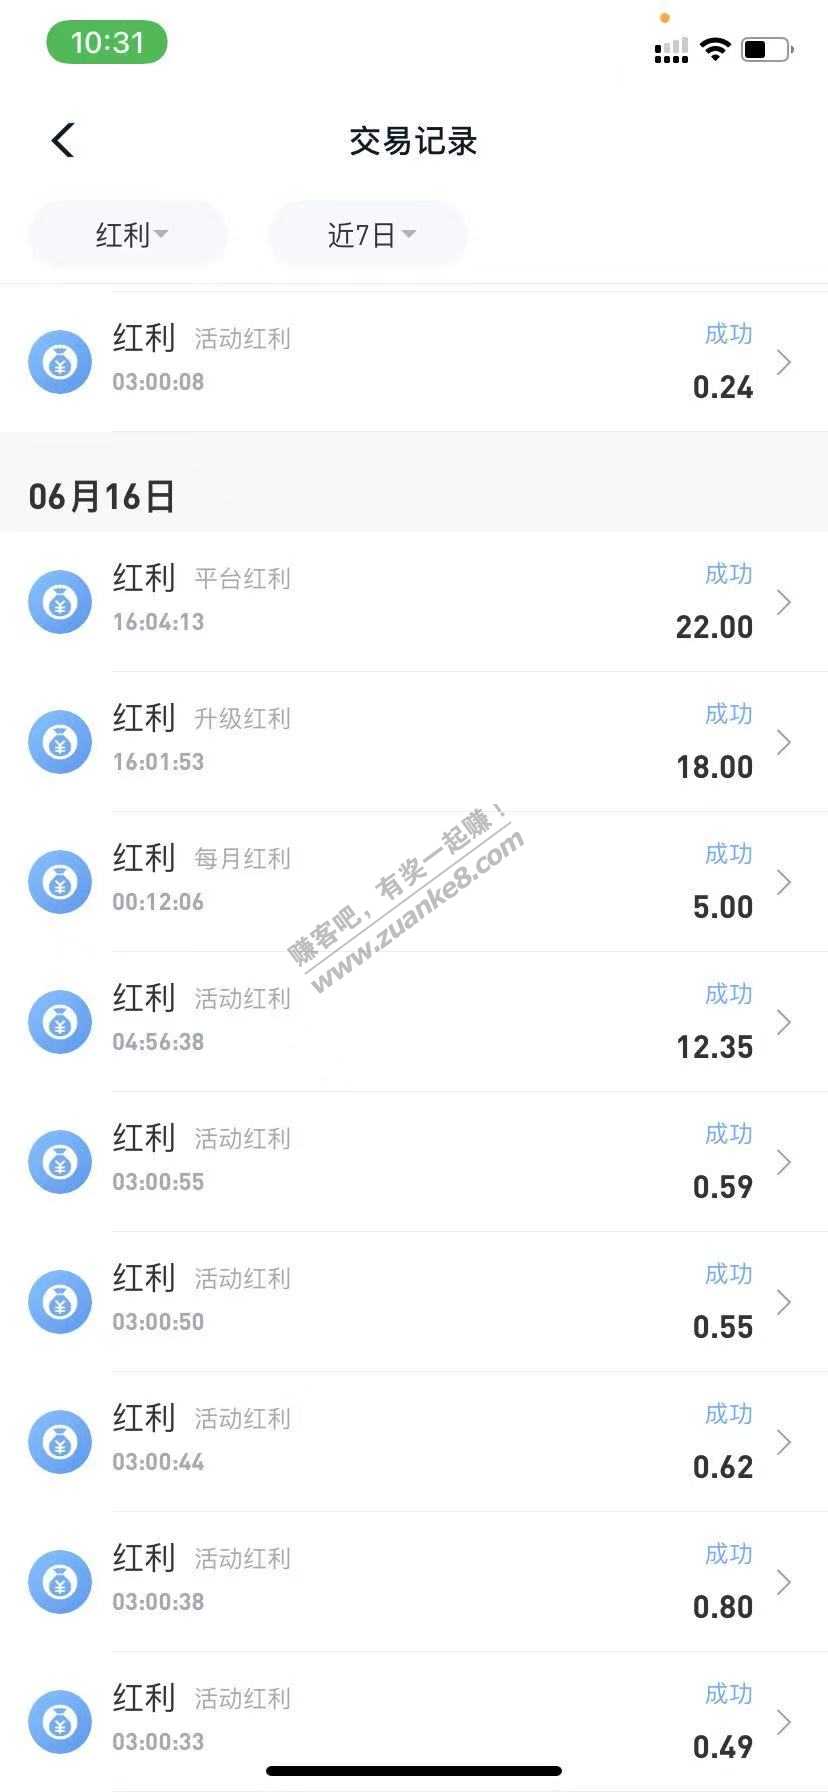 10:31
交易记录
红利
近7日
红利 活动红利
成功
03:00:08
0.24
06月16日
红利 平台红利
成功
16:04:13
22.00
红利 升级红利
成功
16:01:53
18.00
红利 每月红利
成功
00:12:06
5.00
赚客吧，有奖一起赚！
www.zuanke8.com
红利 活动红利
成功
04:56:38
12.35
红利 活动红利
成功
03:00:55
0.59
红利 活动红利
成功
03:00:50
0.55
红利 活动红利
成功
03:00:44
0.62
红利 活动红利
成功
03:00:38
0.80
红利 活动红利
成功
03:00:33
0.49